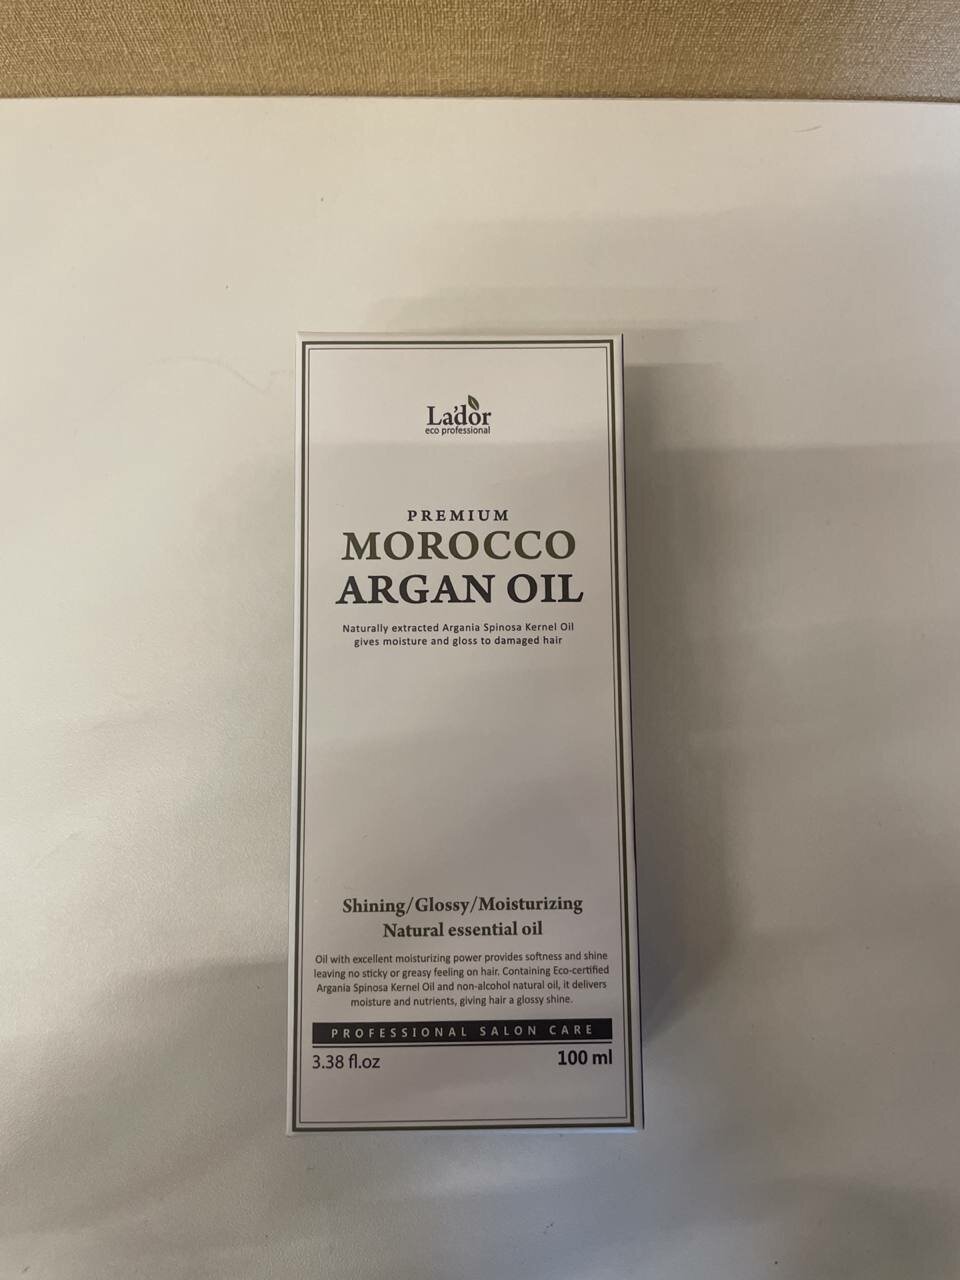 La'dor
eco professional
PREMIUM
MOROCCO
ARGAN OIL
Naturally extracted Argania Spinosa Kernel Oil
gives moisture and gloss to damaged hair
Shining/Glossy/Moisturizing
Natural essential oil
Oil with excellent moisturizing power provides softness and shine
leaving no sticky or greasy feeling on hair. Containing Eco-certified
Argania Spinosa Kernel Oil and non-alcohol natural oil, it delivers
moisture and nutrients, giving hair a glossy shine.
PROFESSIONAL SALON CARE
3.38 fl.oz 100 ml